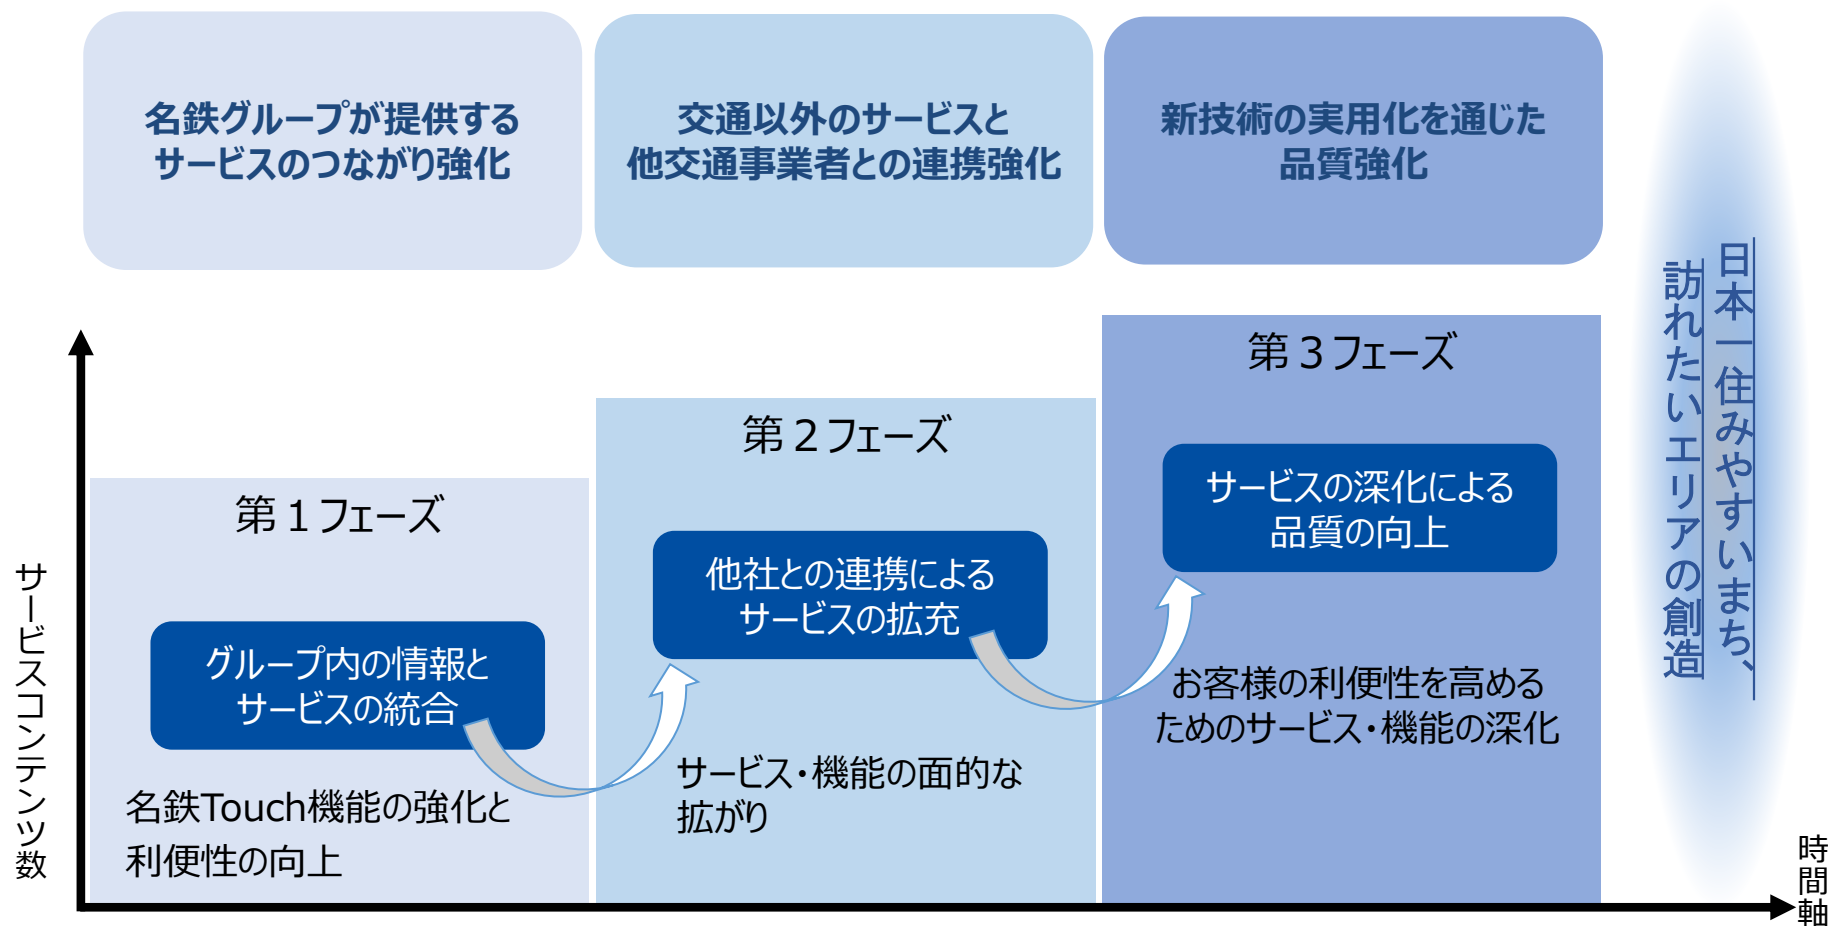 名鉄グループが提供する
サービスのつながり強化
交通以外のサービスと
他交通事業者との連携強化
新技術の実用化を通じた
品質強化
第１フェーズ
グループ内の情報と
サービスの統合
名鉄Touch機能の強化と
利便性の向上
第２フェーズ
他社との連携による
サービスの拡充
サービス・機能の面的な
拡がり
第３フェーズ
サービスの深化による
品質の向上
お客様の利便性を高める
ためのサービス・機能の深化
日本一住みやすいまち、
訪れたいエリアの創造
サービスコンテンツ数
時間軸